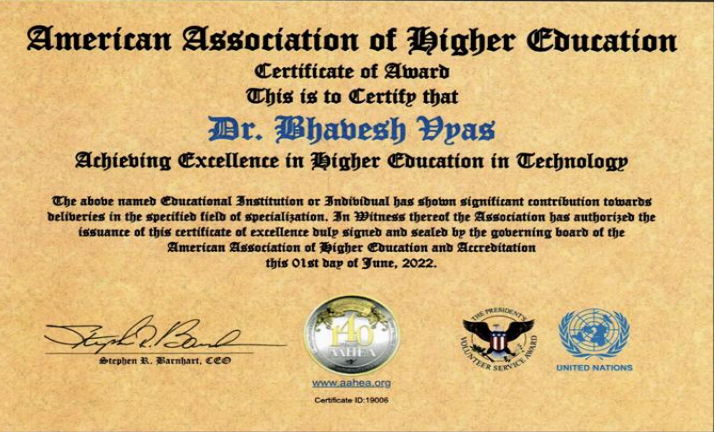 American Association of Higher Education
Certificate of Award
This is to Certify that
Dr. Bhavesh Vyas
Achieving Excellence in Higher Education in Technology
The above named Educational Institution or Individual has shown significant contribution towards
deliveries in the specified field of specialization. In Witness thereof the Association has authorized the
issuance of this certificate of excellence duly signed and sealed by the governing board of the
American Association of Higher Education and Accreditation
this 01st day of June, 2022.
Stephen R. Barnhart, CEO
140
AAHEA
www.aahea.org
Certificate ID:19006
THE PRESIDENT'S
VOLUNTEER SERVICE AWARD
UNITED NATIONS